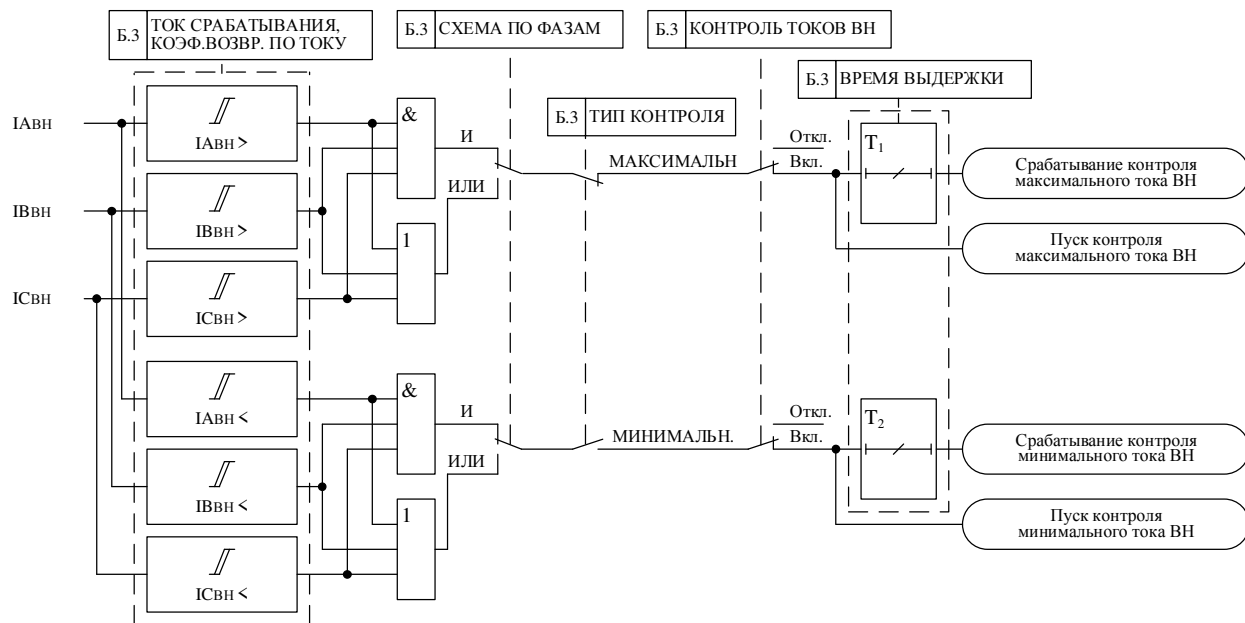 Б.3 ТОК СРАБАТЫВАНИЯ,
КОЭФ.ВОЗВР. ПО ТОКУ
Б.3 СХЕМА ПО ФАЗАМ
Б.3 КОНТРОЛЬ ТОКОВ ВН
Б.3 ВРЕМЯ ВЫДЕРЖКИ
Б.3 ТИП КОНТРОЛЯ
IАВН
IАВН >
&
И
МАКСИМАЛЬН
Откл.
Вкл.
T1
Срабатывание контроля
максимального тока ВН
IВВН
IВВН >
ИЛИ
1
Пуск контроля
максимального тока ВН
IСВН
IСВН >
IАВН <
&
И
МИНИМАЛЬН.
Откл.
Вкл.
T2
Срабатывание контроля
минимального тока ВН
IВВН <
ИЛИ
1
Пуск контроля
минимального тока ВН
IСВН <